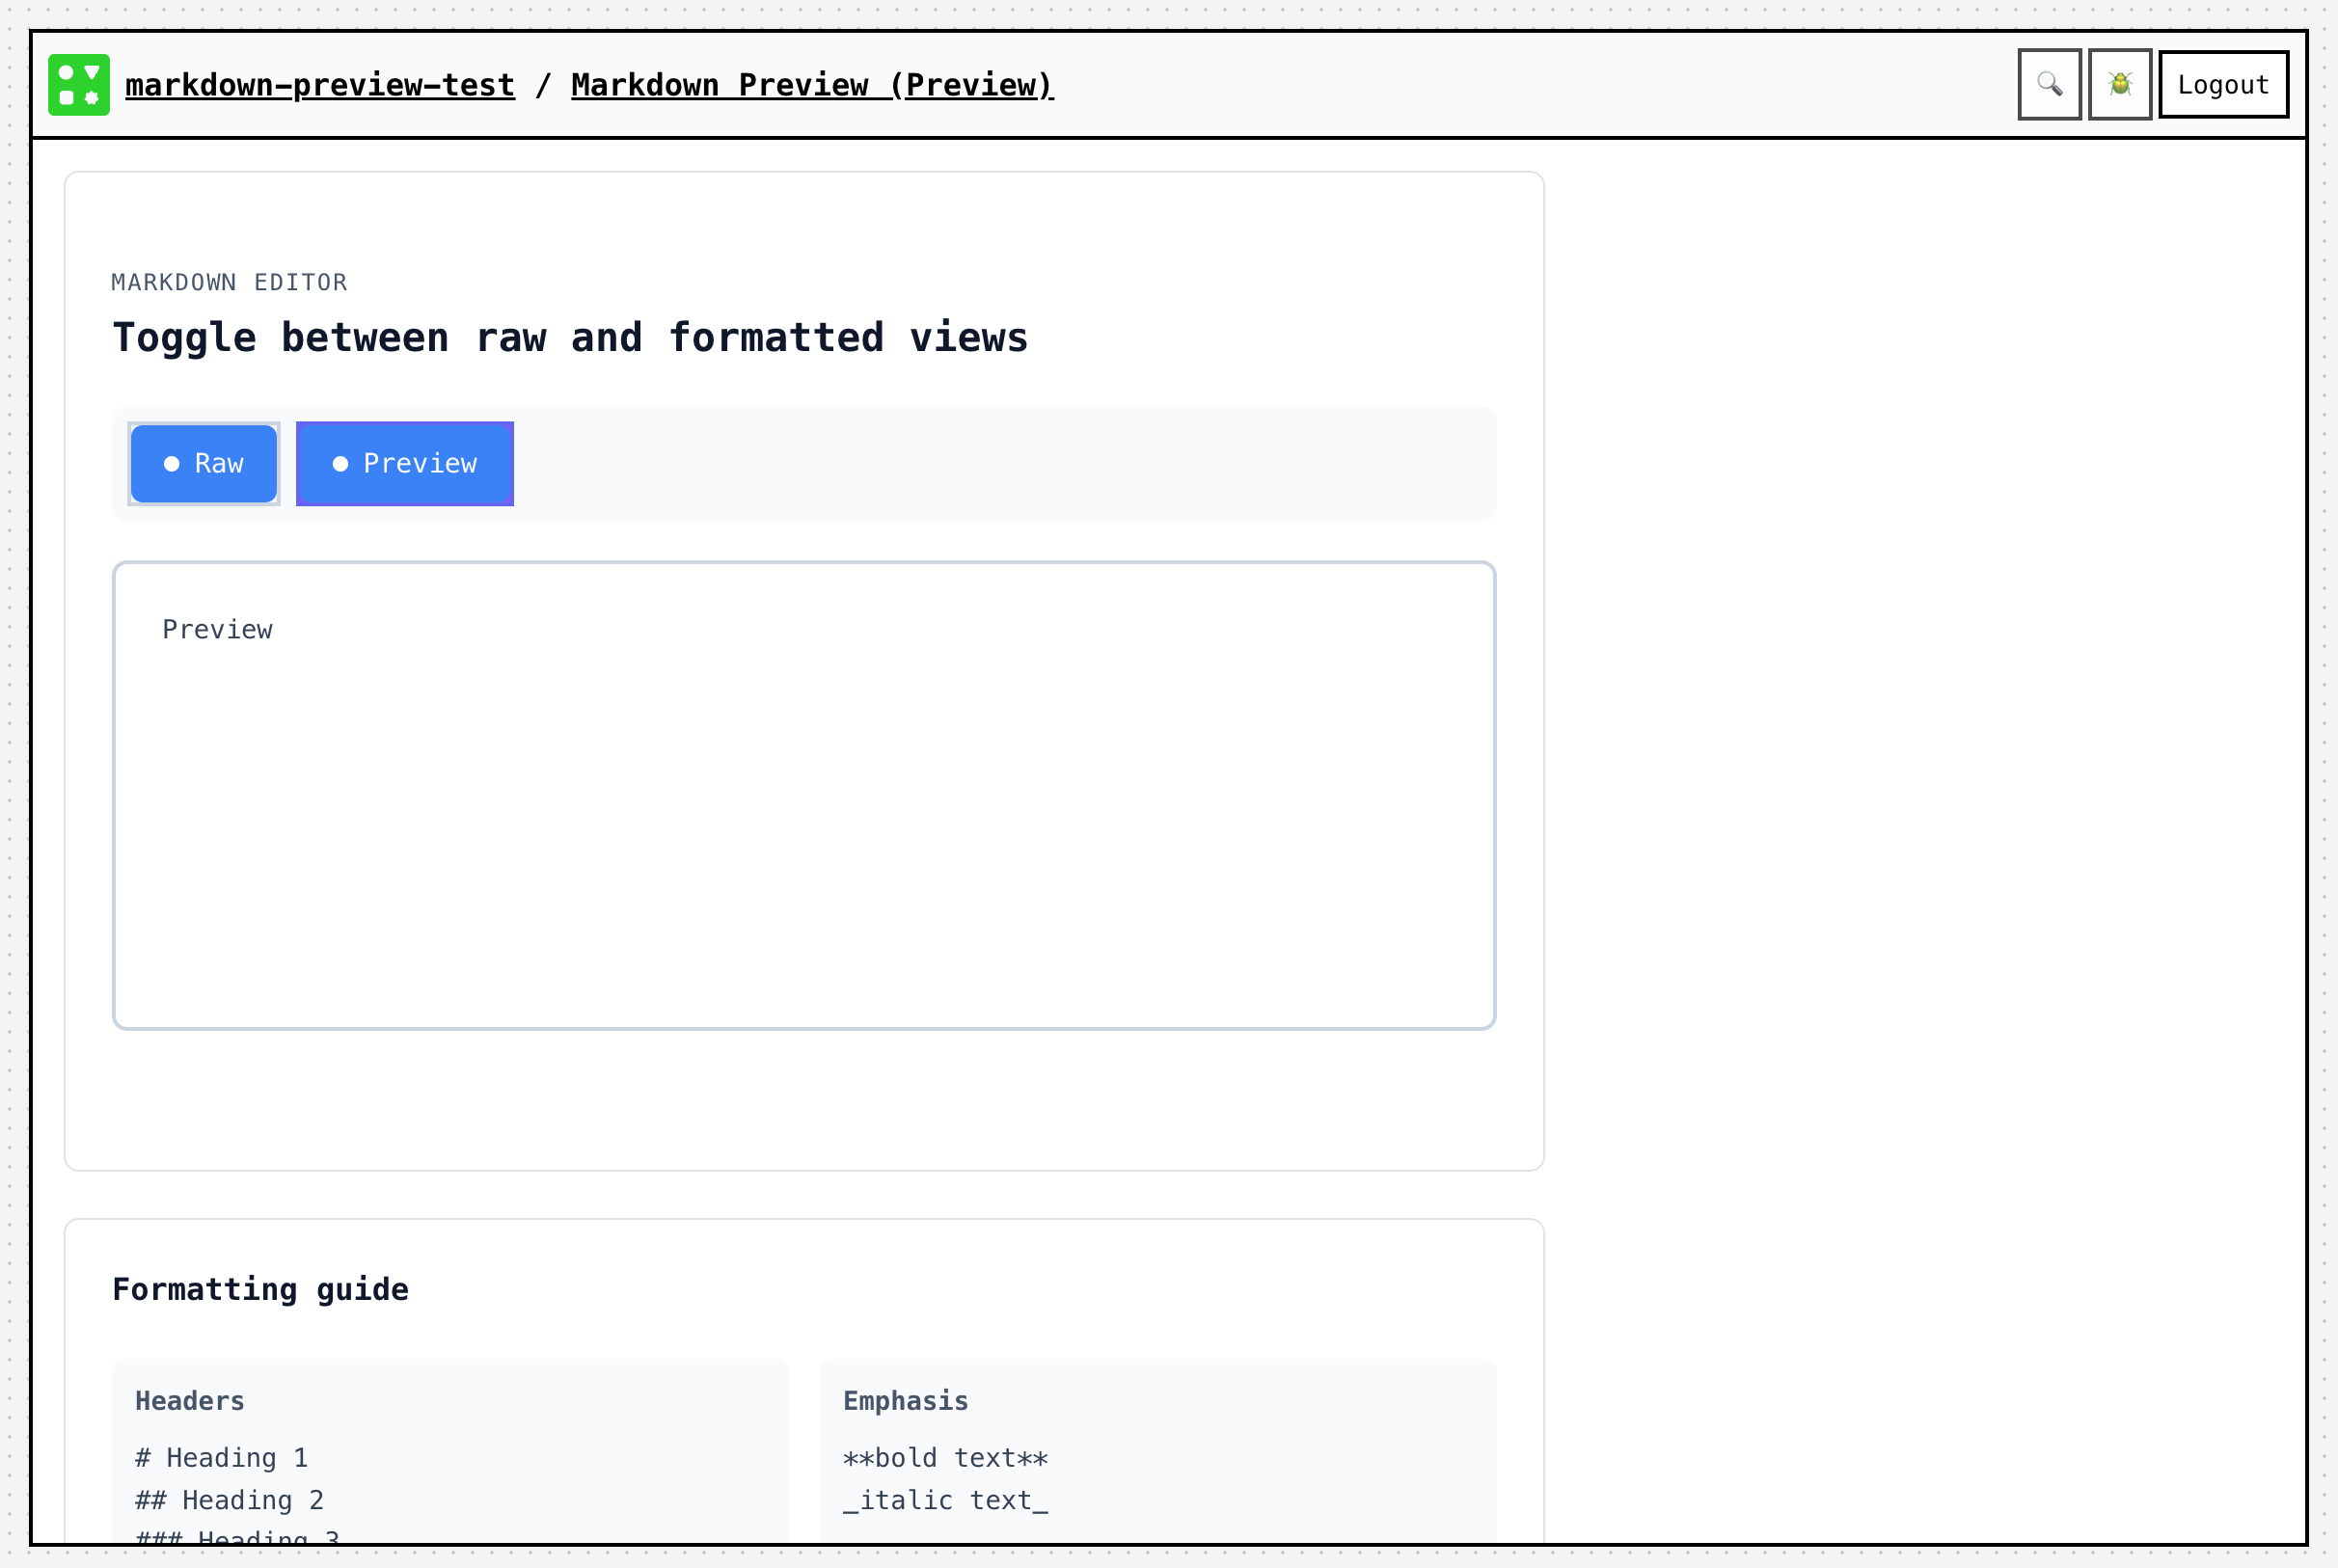 markdown-preview-test / Markdown Preview (Preview)
Logout
MARKDOWN EDITOR
Toggle between raw and formatted views
Raw
Preview
Preview
Formatting guide
Headers
# Heading 1
## Heading 2
### Heading 3
Emphasis
**bold text**
_italic text_